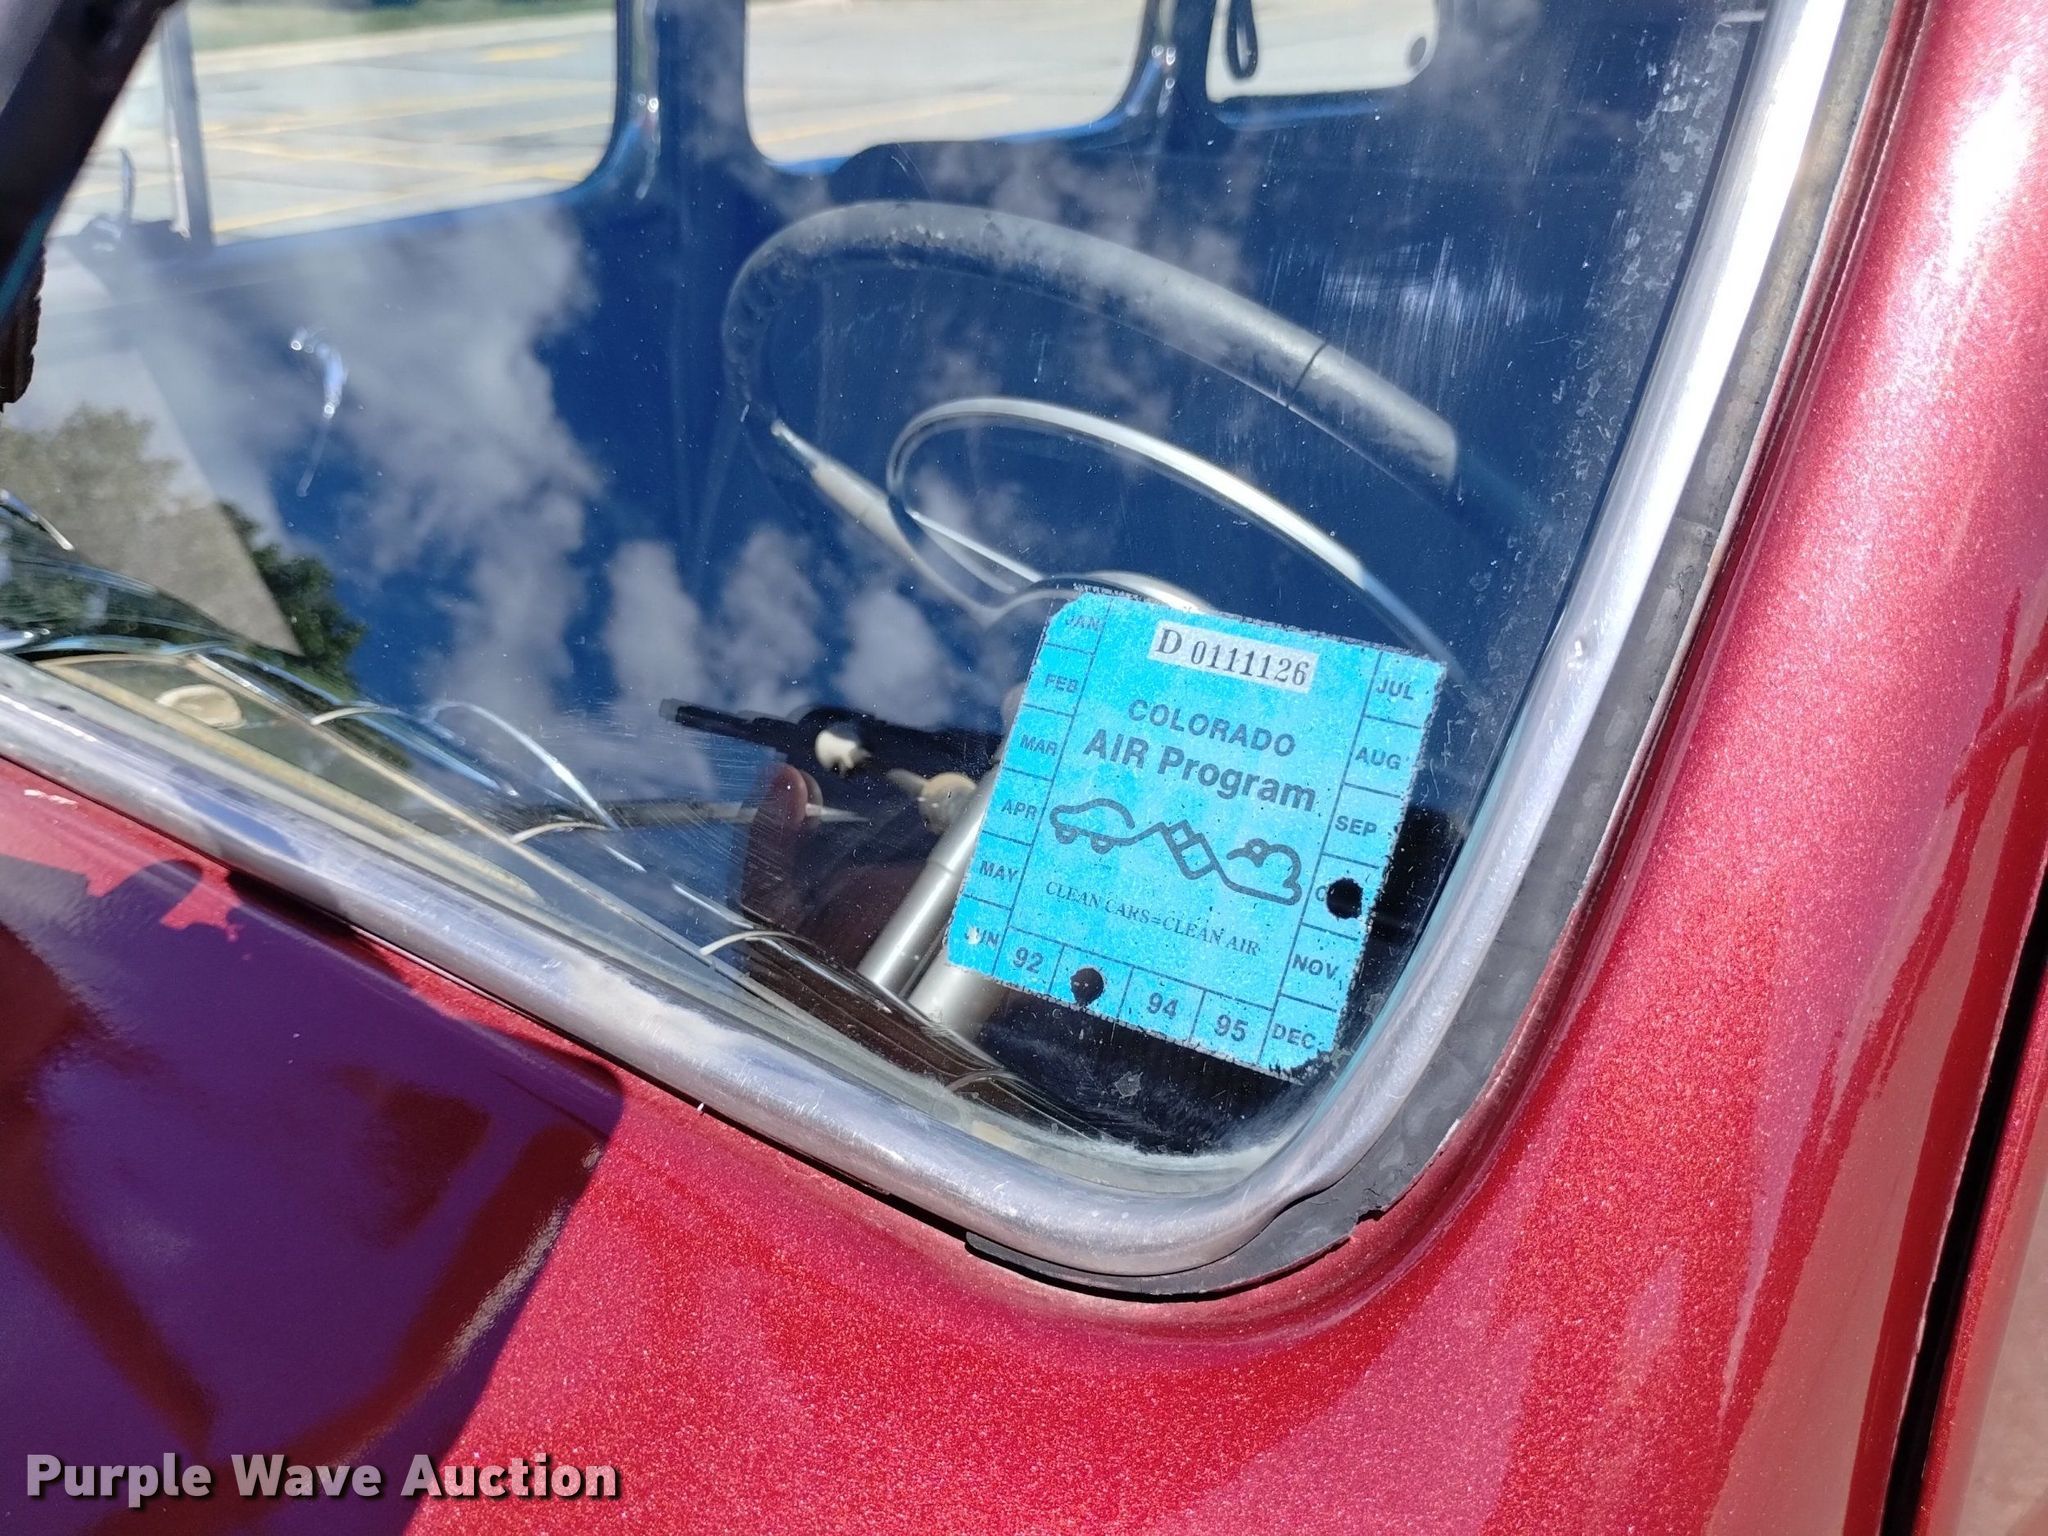 D 0111126
COLORADO
AIR Program
CLEAN CARS=CLEAN AIR
JAN
FEB
MAR
APR
MAY
JUN
92
94
95
JUL
AUG
SEP
NOV.
DEC.
Purple Wave Auction